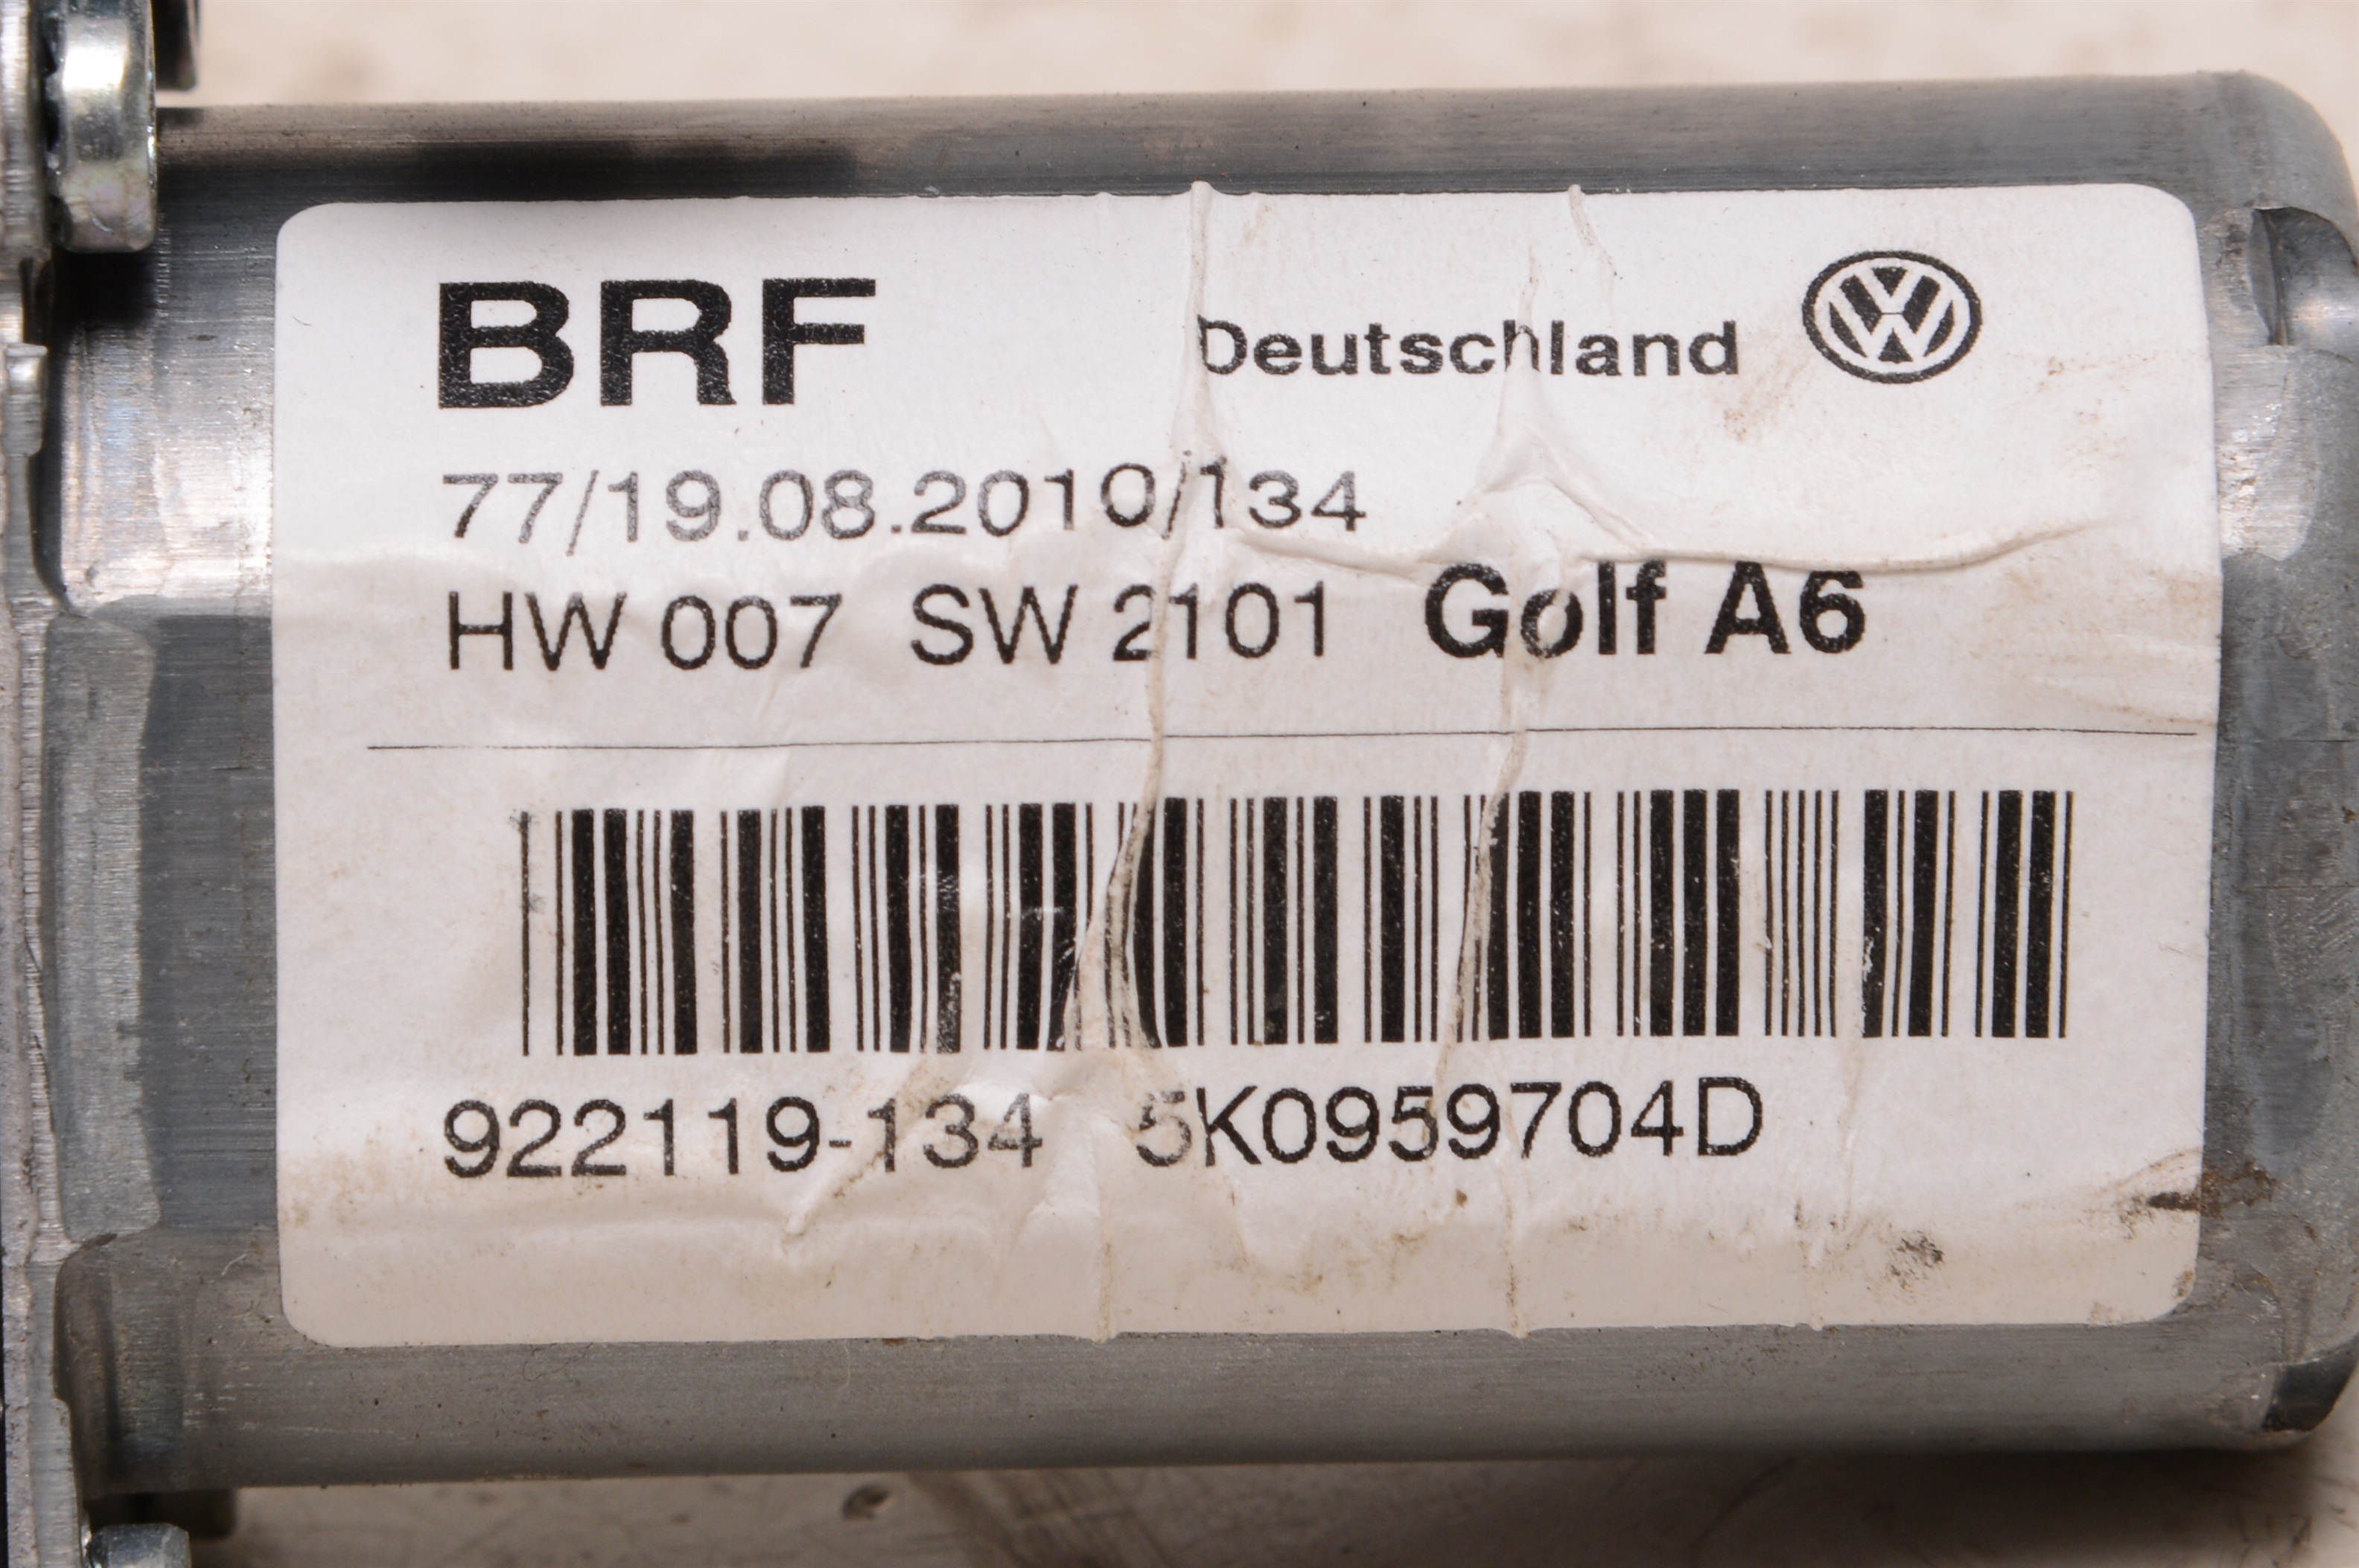 BRF Deutschland
77/19.08.2010/134
HW 007 SW 2101 Golf A6
922119-134 5K0959704D